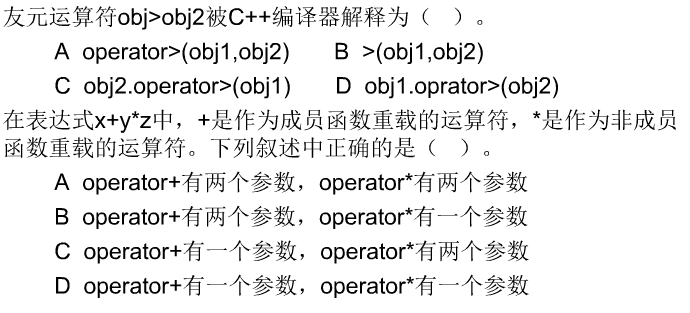 友元运算符obj>obj2被C++编译器解释为（ ）。
A operator>(obj1,obj2) B >(obj1,obj2)
C obj2.operator>(obj1) D obj1.oprator>(obj2)
在表达式x+y*z中，+是作为成员函数重载的运算符，*是作为非成员
函数重载的运算符。下列叙述中正确的是（ ）。
A operator+有两个参数，operator*有两个参数
B operator+有两个参数，operator*有一个参数
C operator+有一个参数，operator*有两个参数
D operator+有一个参数，operator*有一个参数